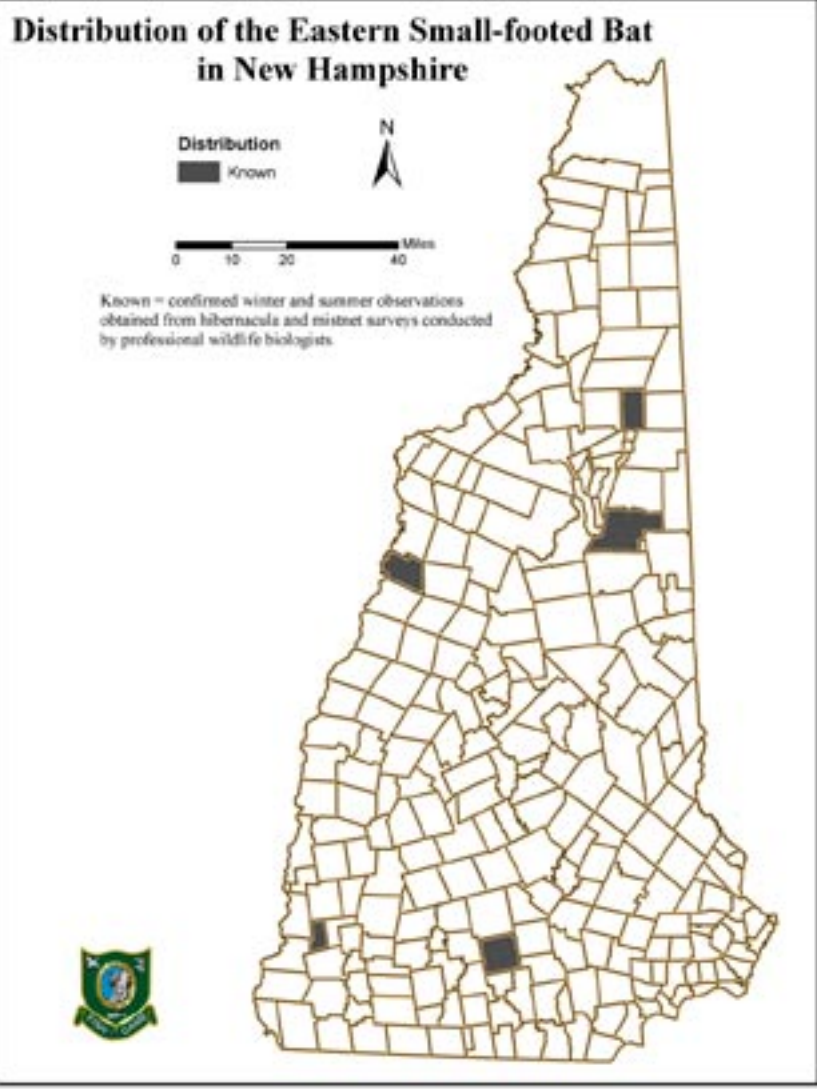 Distribution of the Eastern Small-footed Bat
in New Hampshire
N
Distribution
Known
Miles
0 10 20 40
Known = confirmed winter and summer observations
obtained from hibernacula and mistnet surveys conducted
by professional wildlife biologists.